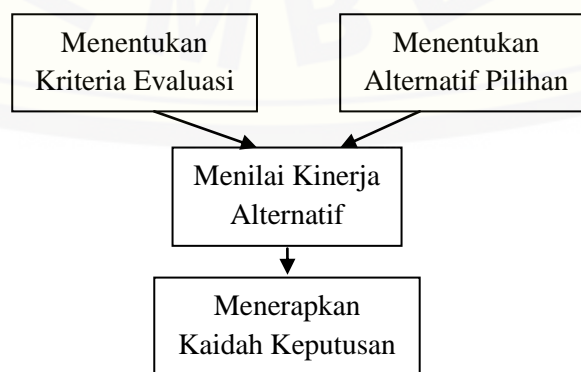 Menentukan
Kriteria Evaluasi
Menentukan
Alternatif Pilihan
Menilai Kinerja
Alternatif
Menerapkan
Kaidah Keputusan